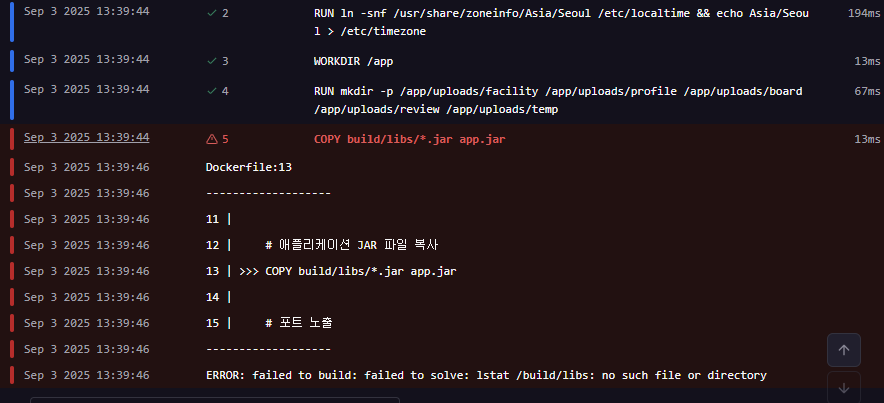 Sep 3 2025 13:39:44 2 RUN ln -snf /usr/share/zoneinfo/Asia/Seoul /etc/localtime && echo Asia/Seou 194ms
l > /etc/timezone
Sep 3 2025 13:39:44 3 WORKDIR /app 13ms
Sep 3 2025 13:39:44 4 RUN mkdir -p /app/uploads/facility /app/uploads/profile /app/uploads/board 67ms
/app/uploads/review /app/uploads/temp
Sep 3 2025 13:39:44 5 COPY build/libs/*.jar app.jar 13ms
Sep 3 2025 13:39:46 Dockerfile:13
Sep 3 2025 13:39:46 -------------------
Sep 3 2025 13:39:46 11 |
Sep 3 2025 13:39:46 12 | # 애플리케이션 JAR 파일 복사
Sep 3 2025 13:39:46 13 | >>> COPY build/libs/*.jar app.jar
Sep 3 2025 13:39:46 14 |
Sep 3 2025 13:39:46 15 | # 포트 노출
Sep 3 2025 13:39:46 -------------------
Sep 3 2025 13:39:46 ERROR: failed to build: failed to solve: lstat /build/libs: no such file or directory